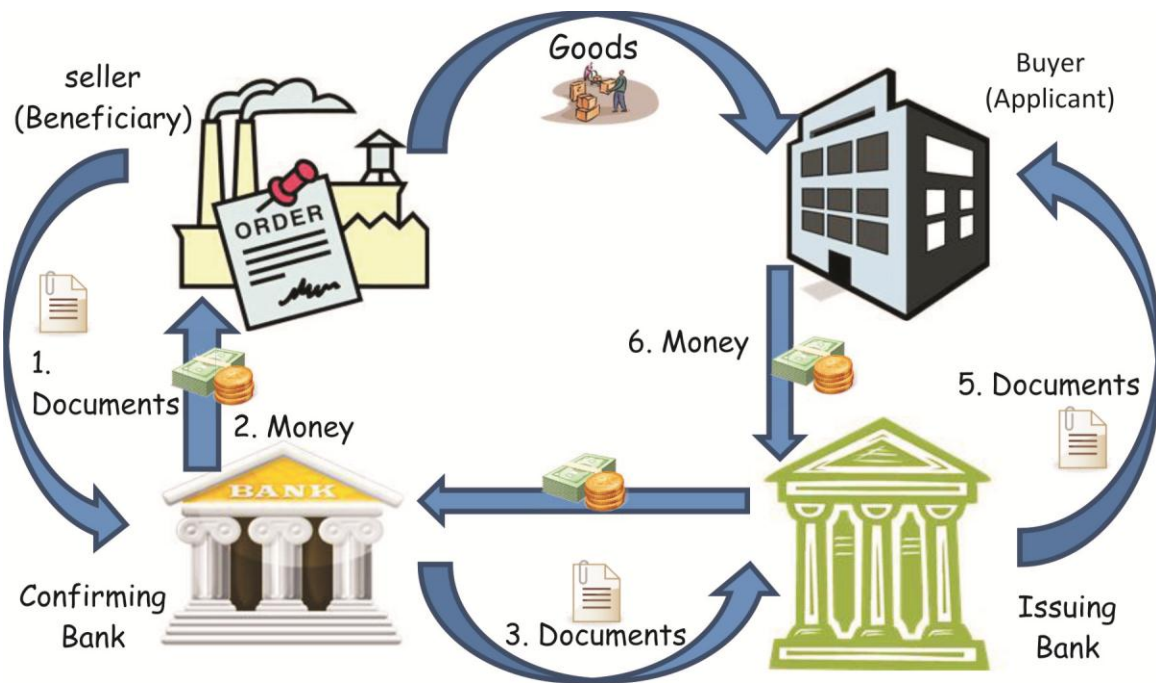 Goods
seller
(Beneficiary)
Buyer
(Applicant)
ORDER
1.
Documents
2. Money
6. Money
5. Documents
BANK
Confirming
Bank
3. Documents
Issuing
Bank